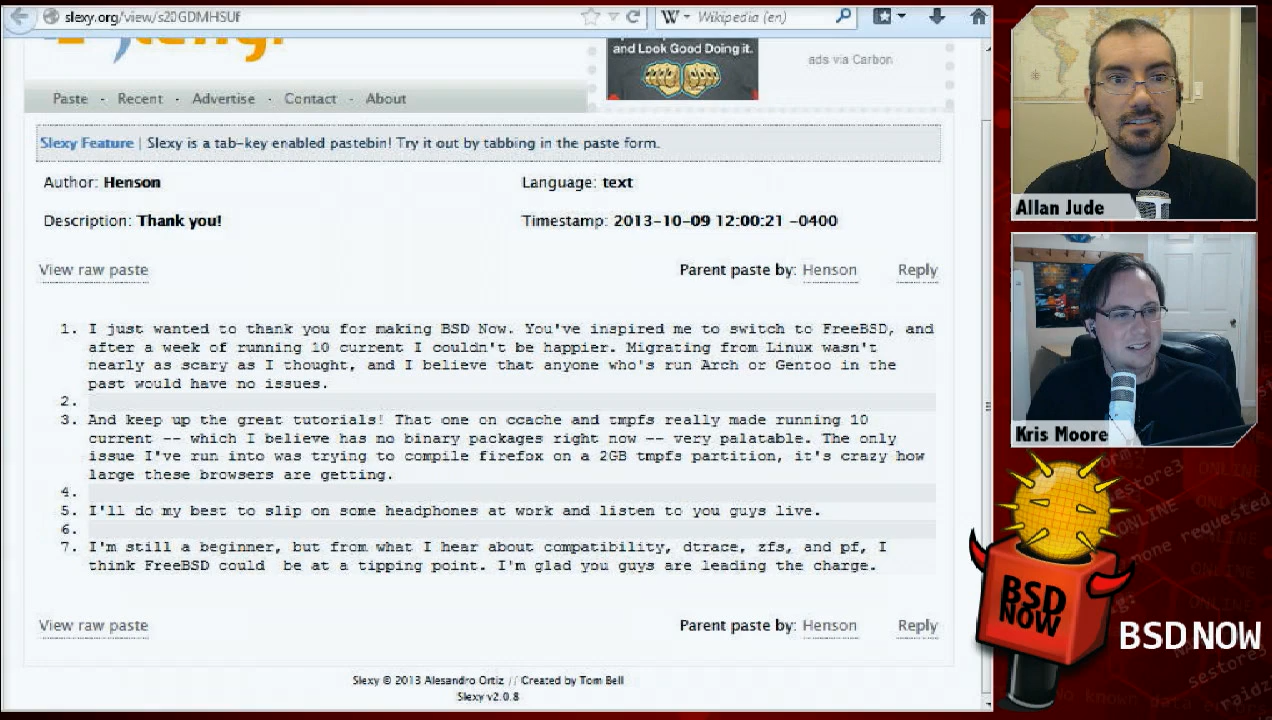 slexy.org/view/s20GDMHSUf
Wikipedia (en)
and Look Good Doing it.
ads via Carbon
Paste - Recent - Advertise - Contact - About
Slexy Feature | Slexy is a tab-key enabled pastebin! Try it out by tabbing in the paste form.
Author: Henson
Language: text
Description: Thank you!
Timestamp: 2013-10-09 12:00:21 -0400
View raw paste
Parent paste by: Henson
Reply
1. I just wanted to thank you for making BSD Now. You've inspired me to switch to FreeBSD, and
after a week of running 10 current I couldn't be happier. Migrating from Linux wasn't
nearly as scary as I thought, and I believe that anyone who's run Arch or Gentoo in the
past would have no issues.
2.
3. And keep up the great tutorials! That one on ccache and tmpfs really made running 10
current -- which I believe has no binary packages right now -- very palatable. The only
issue I've run into was trying to compile firefox on a 2GB tmpfs partition, it's crazy how
large these browsers are getting.
4.
5. I'll do my best to slip on some headphones at work and listen to you guys live.
6.
7. I'm still a beginner, but from what I hear about compatibility, dtrace, zfs, and pf, I
think FreeBSD could  be at a tipping point. I'm glad you guys are leading the charge.
View raw paste
Parent paste by: Henson
Reply
Slexy © 2013 Alesandro Ortiz // Created by Tom Bell
Slexy v2.0.8
Allan Jude
Kris Moore
BSD
NOW
BSD NOW